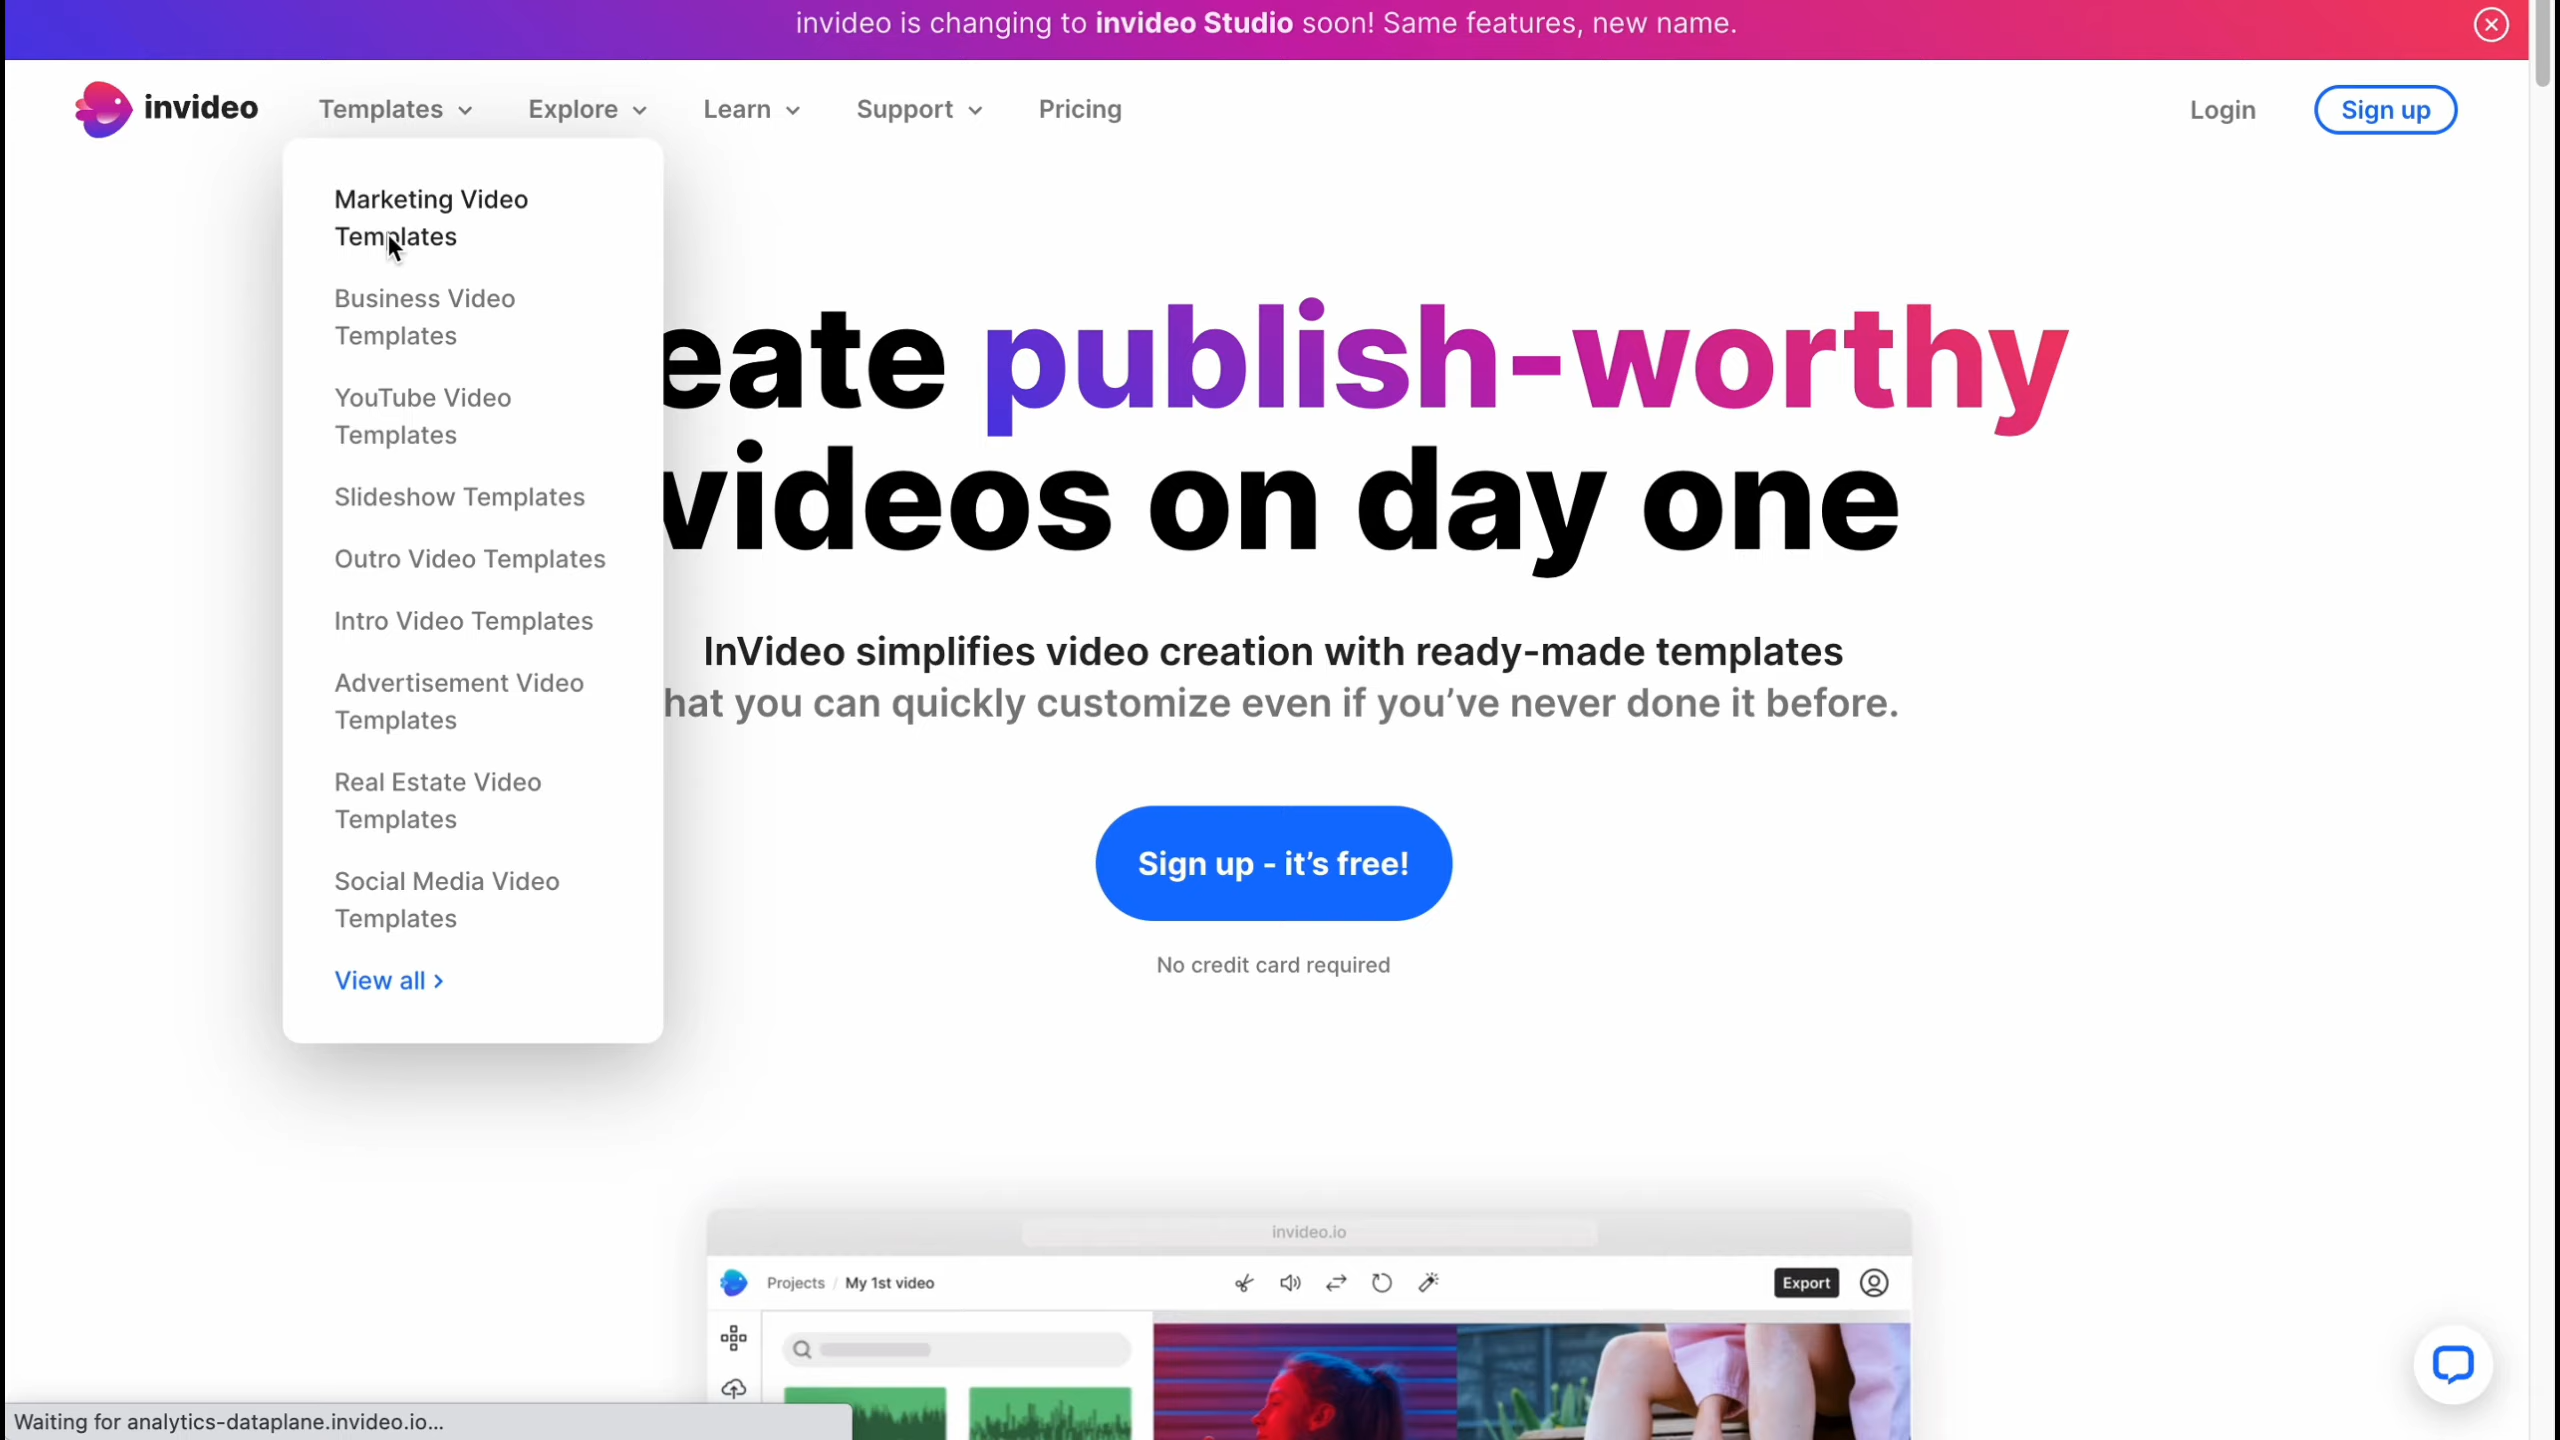 invideo is changing to invideo Studio soon! Same features, new name.
invideo
Templates
Explore
Learn
Support
Pricing
Login
Sign up
Marketing Video
Templates
Business Video
Templates
YouTube Video
Templates
Slideshow Templates
Outro Video Templates
Intro Video Templates
Advertisement Video
Templates
Real Estate Video
Templates
Social Media Video
Templates
View all >
eate publish-worthy
videos on day one
InVideo simplifies video creation with ready-made templates
hat you can quickly customize even if you’ve never done it before.
Sign up - it’s free!
No credit card required
invideo.io
Projects / My 1st video
Export
Waiting for analytics-dataplane.invideo.io...